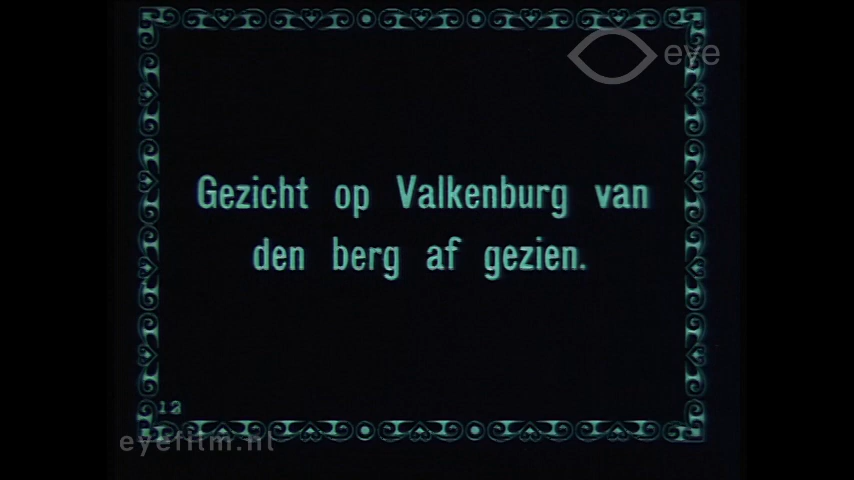 eye
Gezicht op Valkenburg van
den berg af gezien.
12
eyefilm.nl